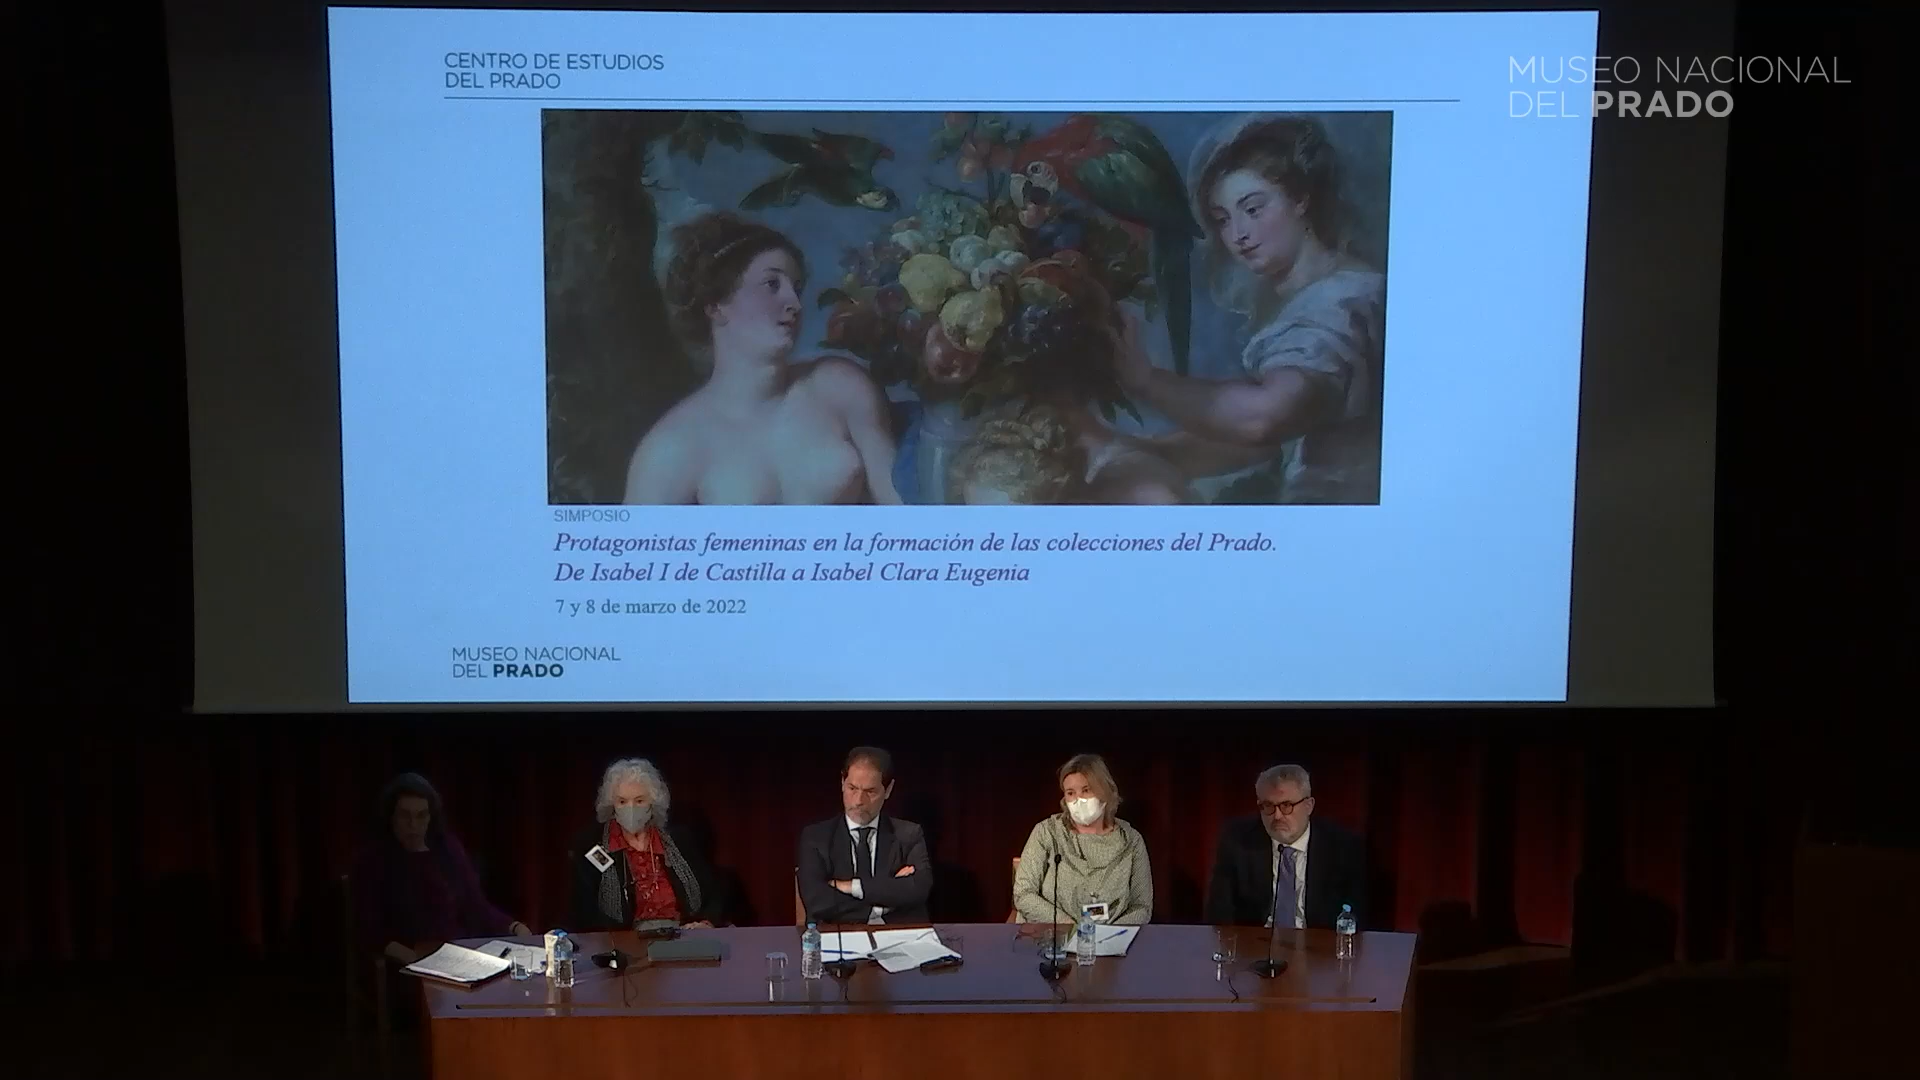 CENTRO DE ESTUDIOS
DEL PRADO
MUSEO NACIONAL
DEL PRADO
SIMPOSIO
Protagonistas femeninas en la formación de las colecciones del Prado.
De Isabel I de Castilla a Isabel Clara Eugenia
7 y 8 de marzo de 2022
MUSEO NACIONAL
DEL PRADO